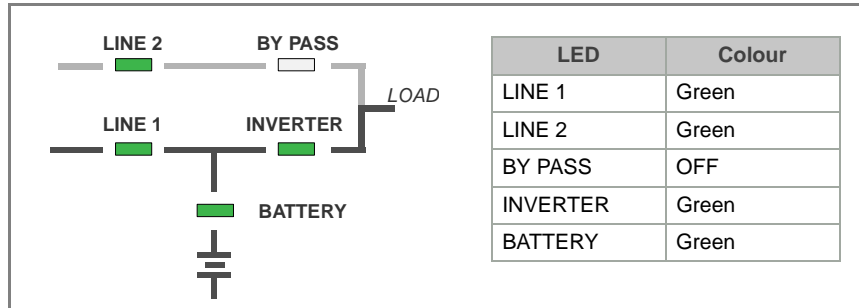 LINE 2 BY PASS
LOAD
LINE 1 INVERTER
BATTERY
LED Colour
LINE 1 Green
LINE 2 Green
BY PASS OFF
INVERTER Green
BATTERY Green